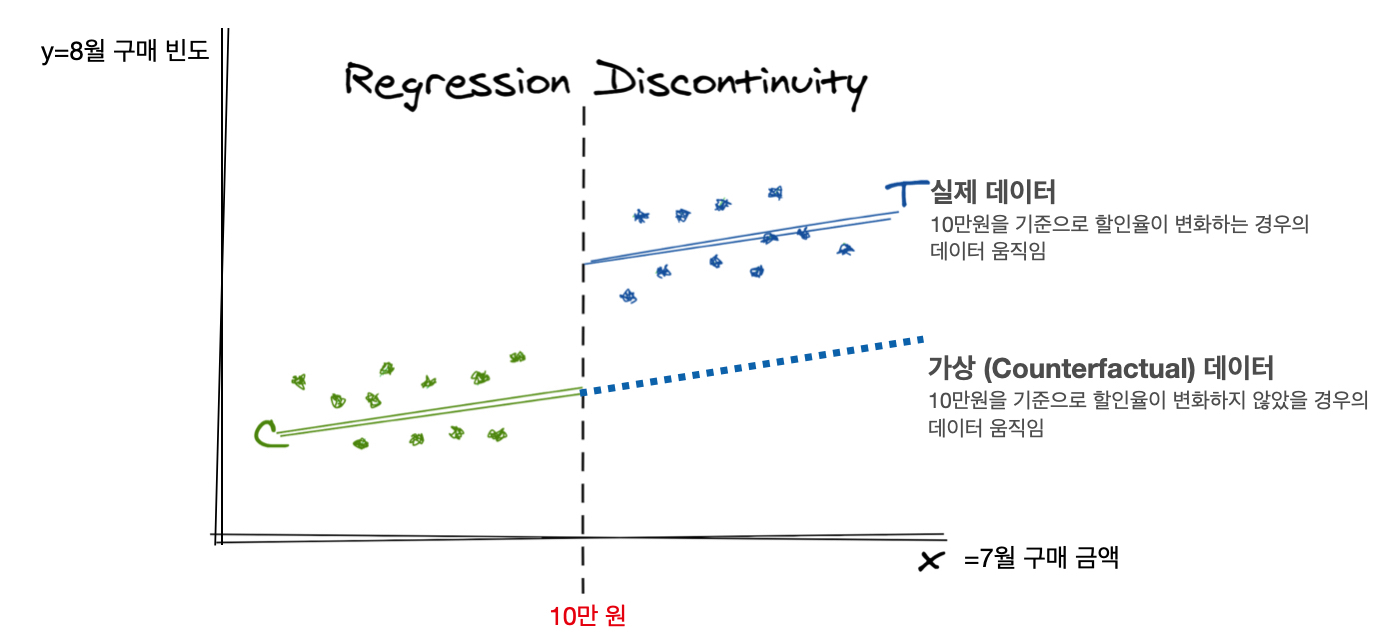 y=8월 구매 빈도
Regression Discontinuity
T 실제 데이터
10만원을 기준으로 할인율이 변화하는 경우의
데이터 움직임
가상 (Counterfactual) 데이터
10만원을 기준으로 할인율이 변화하지 않았을 경우의
데이터 움직임
C
x =7월 구매 금액
10만 원